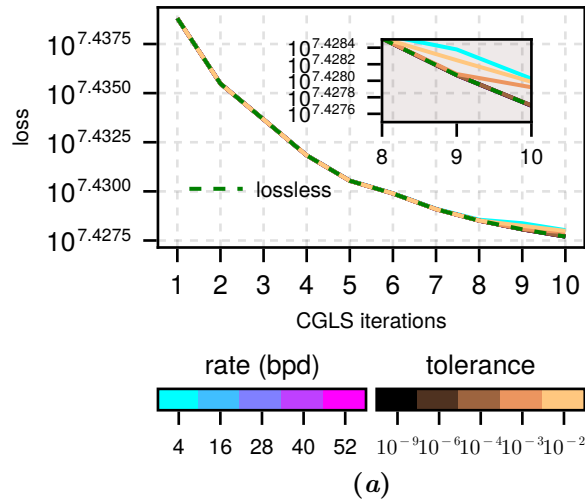 10^7.4375
10^7.4350
10^7.4325
10^7.4300
10^7.4275
loss
10^7.4284
10^7.4282
10^7.4280
10^7.4278
10^7.4276
8 9 10
lossless
1 2 3 4 5 6 7 8 9 10
CGLS iterations
rate (bpd) tolerance
4 16 28 40 52 10^−9 10^−6 10^−4 10^−3 10^−2
(a)